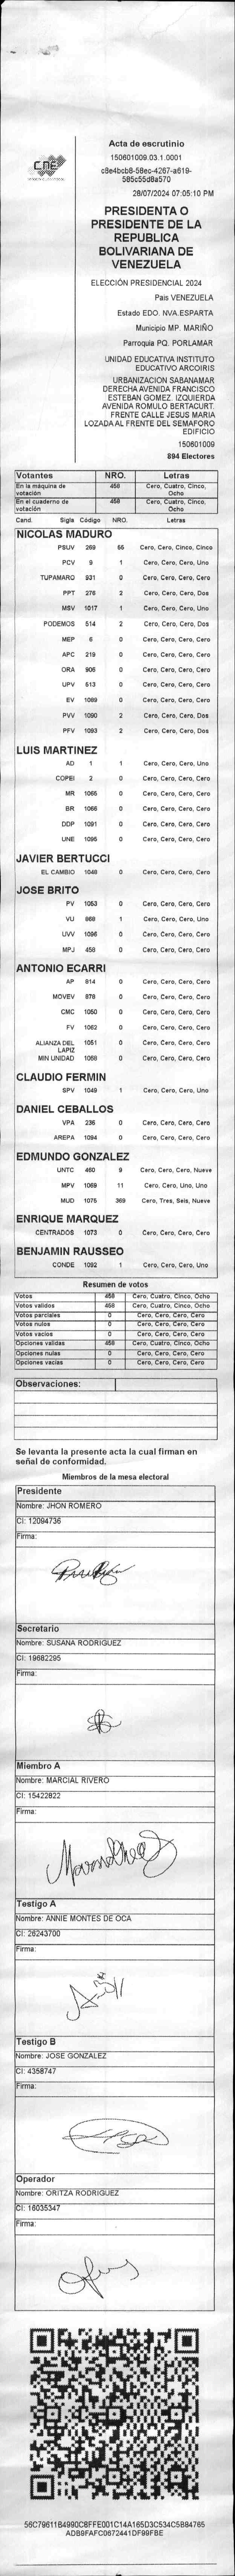 CNE
Acta de escrutinio
150601009.03.1.0001
c8e4bcb8-58ec-4267-a619-
585c55d8a570
28/07/2024 07:05:10 PM
PRESIDENTA O
PRESIDENTE DE LA
REPUBLICA
BOLIVARIANA DE
VENEZUELA
ELECCIÓN PRESIDENCIAL 2024
Pais VENEZUELA
Estado EDO. NVA.ESPARTA
Municipio MP. MARIÑO
Parroquia PQ. PORLAMAR
UNIDAD EDUCATIVA INSTITUTO
EDUCATIVO ARCOIRIS
URBANIZACION SABANAMAR
DERECHA AVENIDA FRANCISCO
ESTEBAN GOMEZ. IZQUIERDA
AVENIDA ROMULO BERTACURT.
FRENTE CALLE JESUS MARIA
LOZADA AL FRENTE DEL SEMAFORO
EDIFICIO
150601009
894 Electores
Votantes NRO. Letras
En la máquina de votación 458 Cero, Cuatro, Cinco, Ocho
En el cuaderno de votación 458 Cero, Cuatro, Cinco, Ocho
Cand. Sigla Código NRO. Letras
NICOLAS MADURO
PSUV 269 55 Cero, Cero, Cinco, Cinco
PCV 9 1 Cero, Cero, Cero, Uno
TUPAMARO 931 0 Cero, Cero, Cero, Cero
PPT 276 2 Cero, Cero, Cero, Dos
MSV 1017 1 Cero, Cero, Cero, Uno
PODEMOS 514 2 Cero, Cero, Cero, Dos
MEP 6 0 Cero, Cero, Cero, Cero
APC 219 0 Cero, Cero, Cero, Cero
ORA 906 0 Cero, Cero, Cero, Cero
UPV 513 0 Cero, Cero, Cero, Cero
EV 1089 0 Cero, Cero, Cero, Cero
PVV 1090 2 Cero, Cero, Cero, Dos
PFV 1093 2 Cero, Cero, Cero, Dos
LUIS MARTINEZ
AD 1 1 Cero, Cero, Cero, Uno
COPEI 2 0 Cero, Cero, Cero, Cero
MR 1065 0 Cero, Cero, Cero, Cero
BR 1066 0 Cero, Cero, Cero, Cero
DDP 1091 0 Cero, Cero, Cero, Cero
UNE 1095 0 Cero, Cero, Cero, Cero
JAVIER BERTUCCI
EL CAMBIO 1048 0 Cero, Cero, Cero, Cero
JOSE BRITO
PV 1053 0 Cero, Cero, Cero, Cero
VU 868 1 Cero, Cero, Cero, Uno
UVV 1096 0 Cero, Cero, Cero, Cero
MPJ 458 0 Cero, Cero, Cero, Cero
ANTONIO ECARRI
AP 814 0 Cero, Cero, Cero, Cero
MOVEV 878 0 Cero, Cero, Cero, Cero
CMC 1050 0 Cero, Cero, Cero, Cero
FV 1062 0 Cero, Cero, Cero, Cero
ALIANZA DEL LAPIZ 1051 0 Cero, Cero, Cero, Cero
MIN UNIDAD 1088 0 Cero, Cero, Cero, Cero
CLAUDIO FERMIN
SPV 1049 1 Cero, Cero, Cero, Uno
DANIEL CEBALLOS
VPA 236 0 Cero, Cero, Cero, Cero
AREPA 1094 0 Cero, Cero, Cero, Cero
EDMUNDO GONZALEZ
UNTC 460 9 Cero, Cero, Cero, Nueve
MPV 1069 11 Cero, Cero, Uno, Uno
MUD 1075 369 Cero, Tres, Seis, Nueve
ENRIQUE MARQUEZ
CENTRADOS 1073 0 Cero, Cero, Cero, Cero
BENJAMIN RAUSSEO
CONDE 1092 1 Cero, Cero, Cero, Uno
Resumen de votos
Votos 458 Cero, Cuatro, Cinco, Ocho
Votos validos 458 Cero, Cuatro, Cinco, Ocho
Votos parciales 0 Cero, Cero, Cero, Cero
Votos nulos 0 Cero, Cero, Cero, Cero
Votos vacios 0 Cero, Cero, Cero, Cero
Opciones validas 458 Cero, Cuatro, Cinco, Ocho
Opciones nulas 0 Cero, Cero, Cero, Cero
Opciones vacias 0 Cero, Cero, Cero, Cero
Observaciones:
Se levanta la presente acta la cual firman en
señal de conformidad.
Miembros de la mesa electoral
Presidente
Nombre: JHON ROMERO
CI: 12094736
Firma:
Secretario
Nombre: SUSANA RODRIGUEZ
CI: 19682295
Firma:
Miembro A
Nombre: MARCIAL RIVERO
CI: 15422822
Firma:
Testigo A
Nombre: ANNIE MONTES DE OCA
CI: 26243700
Firma:
Testigo B
Nombre: JOSE GONZALEZ
CI: 4358747
Firma:
Operador
Nombre: ORITZA RODRIGUEZ
CI: 16035347
Firma:
56C79611B4990C8FFE001C14A165D3C534C5B84765
ADB9FAFC0672441DF99FBE